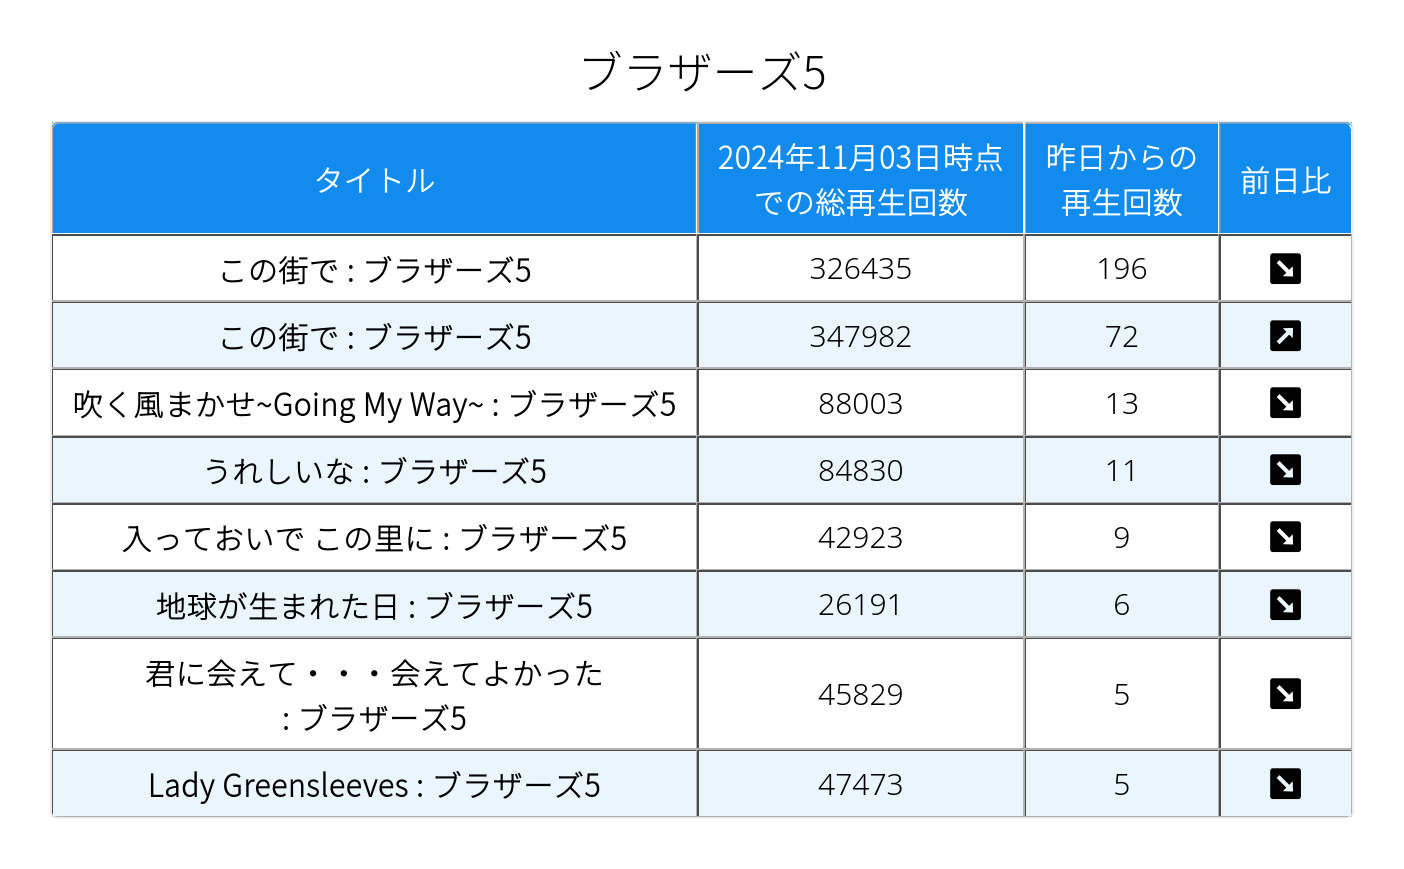 ブラザーズ5
タイトル
2024年11月03日時点
での総再生回数
昨日からの
再生回数
前日比
この街で : ブラザーズ5
326435
196
この街で : ブラザーズ5
347982
72
吹く風まかせ~Going My Way~ : ブラザーズ5
88003
13
うれしいな : ブラザーズ5
84830
11
入っておいで この里に : ブラザーズ5
42923
9
地球が生まれた日 : ブラザーズ5
26191
6
君に会えて・・・会えてよかった
: ブラザーズ5
45829
5
Lady Greensleeves : ブラザーズ5
47473
5